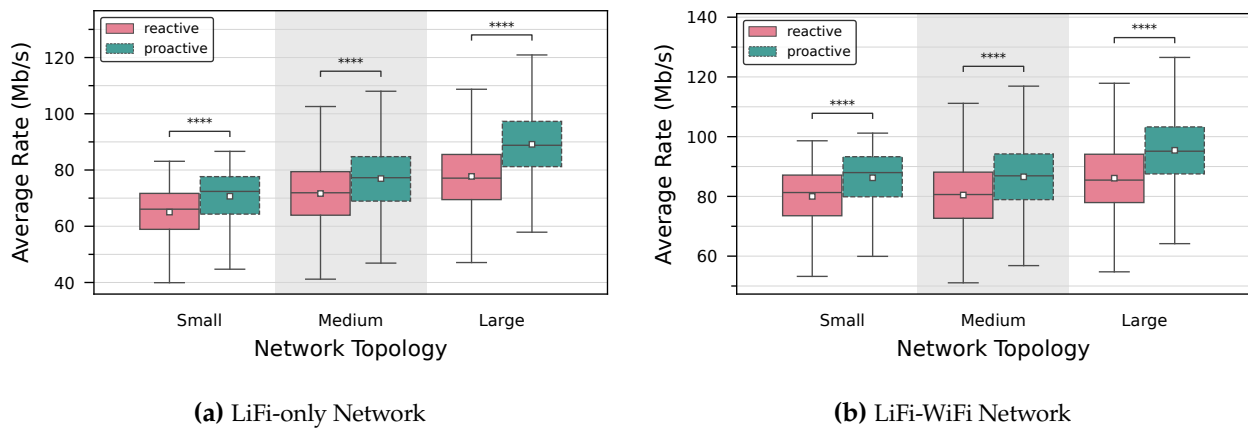 reactive
proactive
****
****
****
120
100
80
60
40
Average Rate (Mb/s)
Small
Medium
Large
Network Topology
(a) LiFi-only Network
reactive
proactive
****
****
****
140
120
100
80
60
Average Rate (Mb/s)
Small
Medium
Large
Network Topology
(b) LiFi-WiFi Network